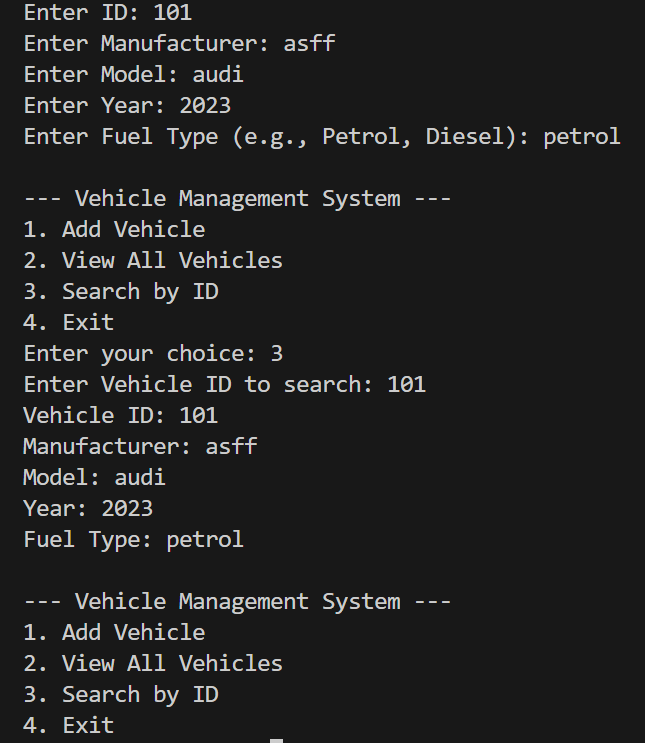 Enter ID: 101
Enter Manufacturer: asff
Enter Model: audi
Enter Year: 2023
Enter Fuel Type (e.g., Petrol, Diesel): petrol
--- Vehicle Management System ---
1. Add Vehicle
2. View All Vehicles
3. Search by ID
4. Exit
Enter your choice: 3
Enter Vehicle ID to search: 101
Vehicle ID: 101
Manufacturer: asff
Model: audi
Year: 2023
Fuel Type: petrol
--- Vehicle Management System ---
1. Add Vehicle
2. View All Vehicles
3. Search by ID
4. Exit